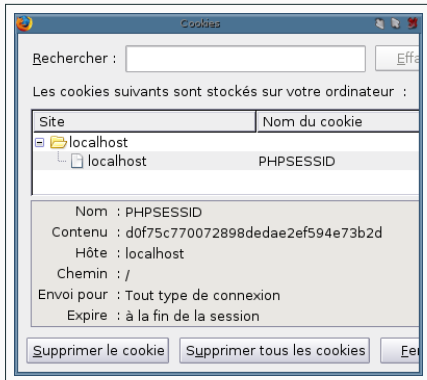 Cookies
Rechercher :
Effa
Les cookies suivants sont stockés sur votre ordinateur :
Site Nom du cookie
localhost
localhost PHPSESSID
Nom : PHPSESSID
Contenu : d0f75c770072898dedae2ef594e73b2d
Hôte : localhost
Chemin : /
Envoi pour : Tout type de connexion
Expire : à la fin de la session
Supprimer le cookie Supprimer tous les cookies Fer